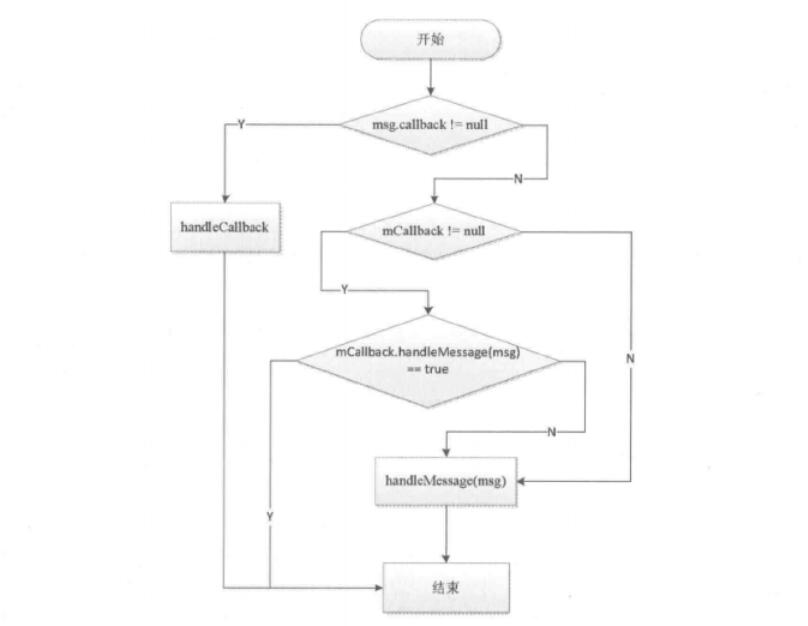 开始
msg.callback != null
Y
N
handleCallback
mCallback != null
Y
mCallback.handleMessage(msg)
== true
N
N
handleMessage(msg)
Y
结束